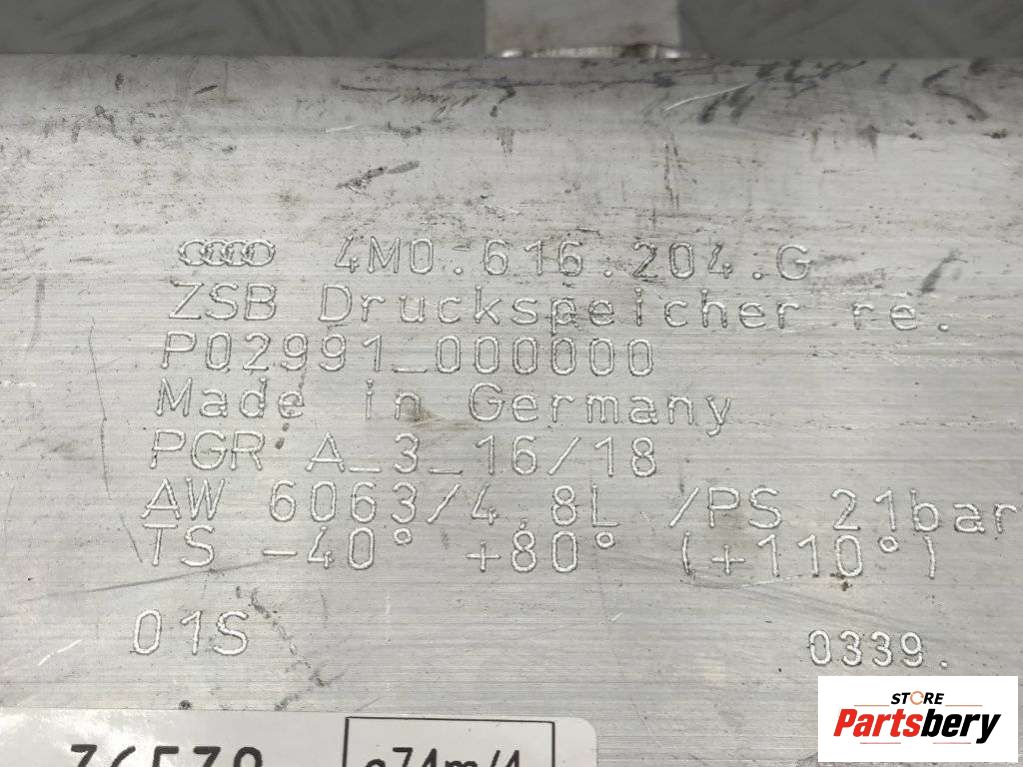 4M0.616.204.G
ZSB Druckspeicher re.
P02991_000000
Made in Germany
PGR A_3_16/18
AW 6063/4.8L /PS 21bar
TS -40° +80° (+110°)
01S
0339.
STORE
Partsbery